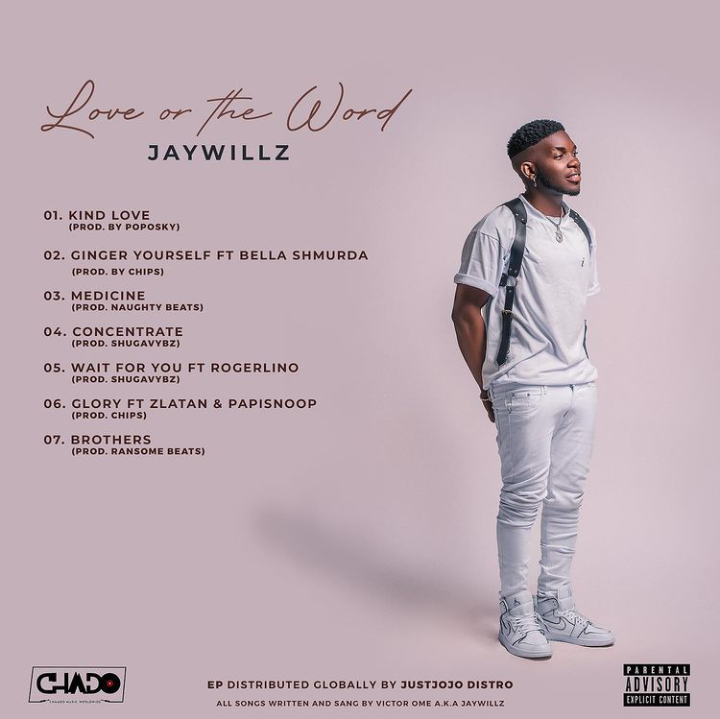 Love or the Word
JAYWILLZ
01. KIND LOVE
(PROD. BY POPOSKY)
02. GINGER YOURSELF FT BELLA SHMURDA
(PROD. BY CHIPS)
03. MEDICINE
(PROD. NAUGHTY BEATS)
04. CONCENTRATE
(PROD. SHUGAVYBZ)
05. WAIT FOR YOU FT ROGERLINO
(PROD. SHUGAVYBZ)
06. GLORY FT ZLATAN & PAPISNOOP
(PROD. CHIPS)
07. BROTHERS
(PROD. RANSOME BEATS)
CHADO
EP DISTRIBUTED GLOBALLY BY JUSTJOJO DISTRO
ALL SONGS WRITTEN AND SANG BY VICTOR OME A.K.A JAYWILLZ
PARENTAL
ADVISORY
EXPLICIT CONTENT